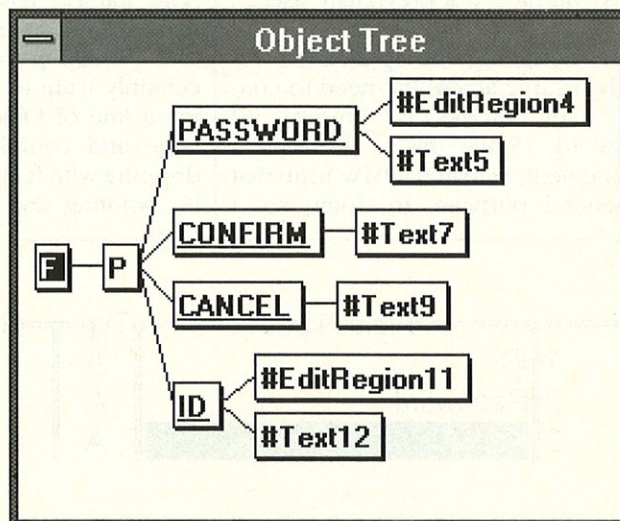 Object Tree
#EditRegion4
PASSWORD
#Text5
CONFIRM
#Text7
F
P
CANCEL
#Text9
#EditRegion11
ID
#Text12